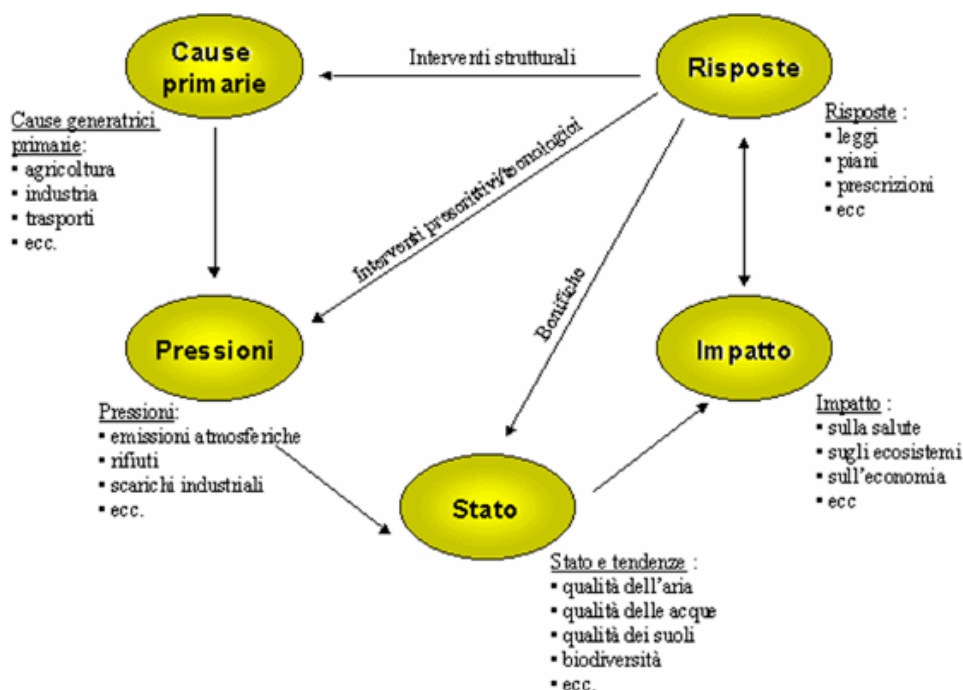 Cause
primarie
Interventi strutturali
Risposte
Cause generatrici
primarie:
▪ agricoltura
▪ industria
▪ trasporti
▪ ecc.
Risposte :
▪ leggi
▪ piani
▪ prescrizioni
▪ ecc
Interventi prescrittivi/tecnologici
Bonifiche
Pressioni
Impatto
Pressioni:
▪ emissioni atmosferiche
▪ rifiuti
▪ scarichi industriali
▪ ecc.
Impatto :
▪ sulla salute
▪ sugli ecosistemi
▪ sull'economia
▪ ecc
Stato
Stato e tendenze :
▪ qualità dell'aria
▪ qualità delle acque
▪ qualità dei suoli
▪ biodiversità
▪ ecc.